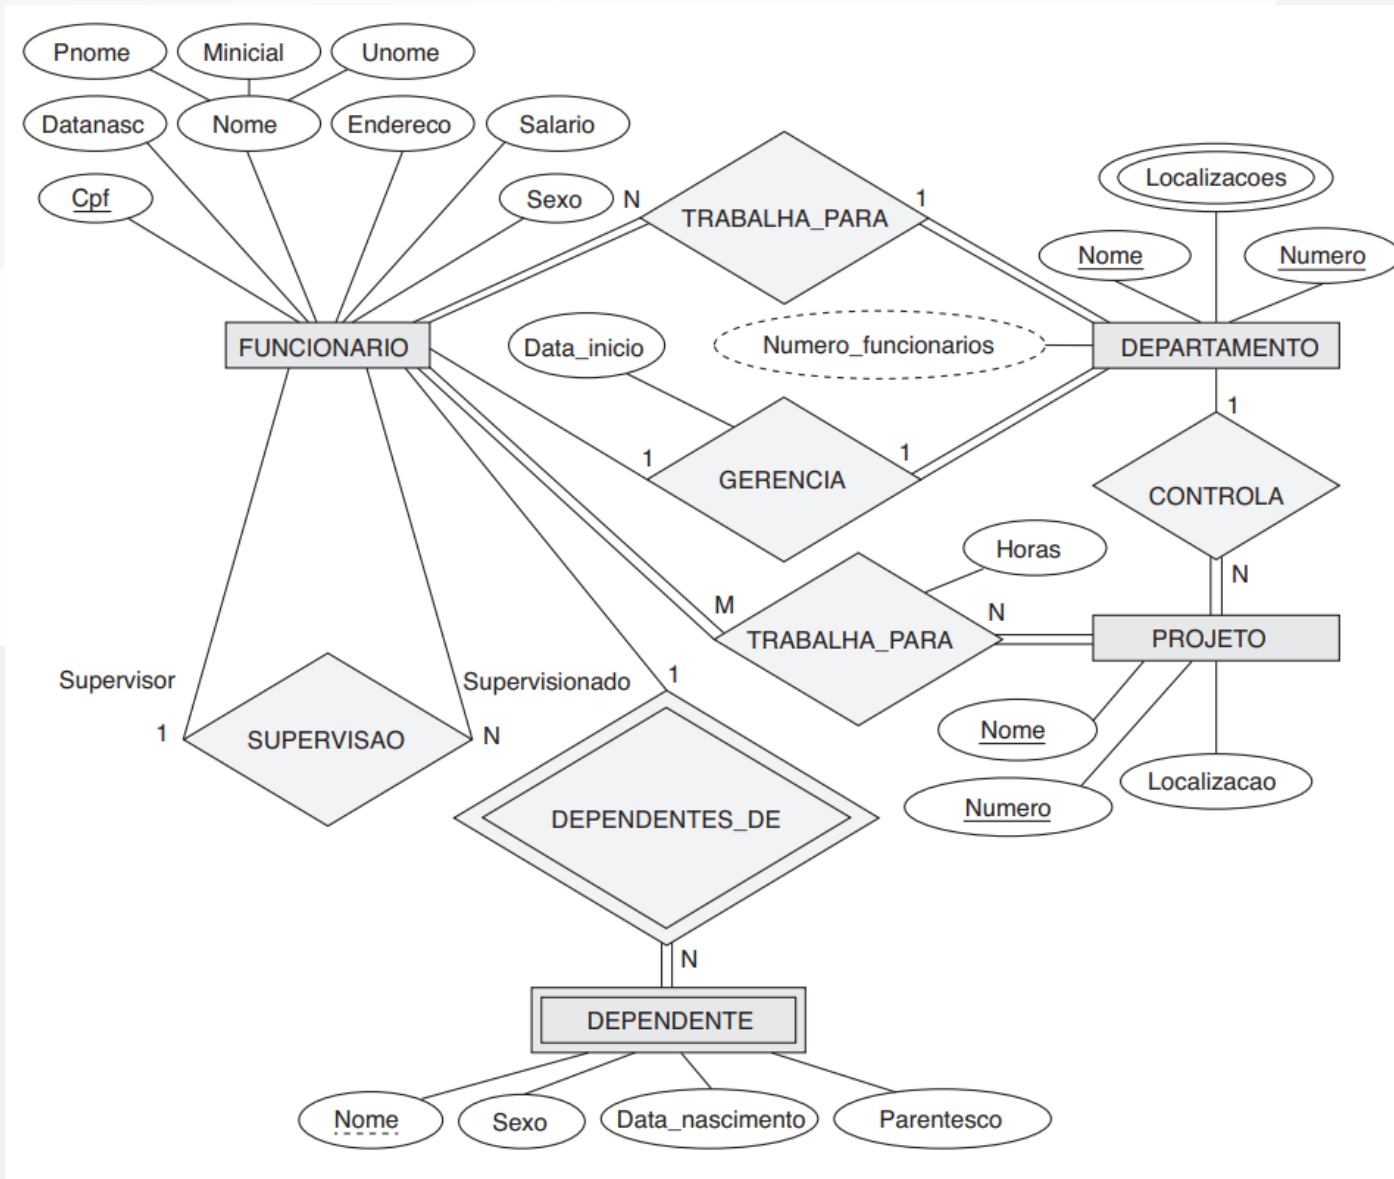 Pnome
Minicial
Unome
Datanasc
Nome
Endereco
Salario
Cpf
Sexo
N
TRABALHA_PARA
1
Localizacoes
Nome
Numero
FUNCIONARIO
Data_inicio
Numero_funcionarios
DEPARTAMENTO
1
GERENCIA
1
1
CONTROLA
N
Horas
M
TRABALHA_PARA
N
PROJETO
Nome
Numero
Localizacao
Supervisor
1
SUPERVISAO
Supervisionado
N
1
DEPENDENTES_DE
N
DEPENDENTE
Nome
Sexo
Data_nascimento
Parentesco